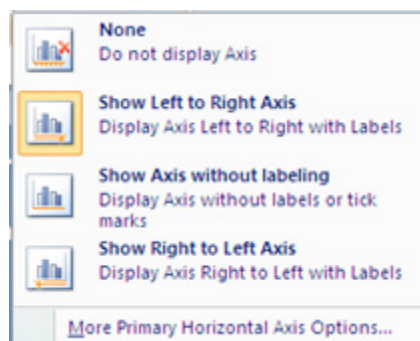 None
Do not display Axis
Show Left to Right Axis
Display Axis Left to Right with Labels
Show Axis without labeling
Display Axis without labels or tick
marks
Show Right to Left Axis
Display Axis Right to Left with Labels
More Primary Horizontal Axis Options...